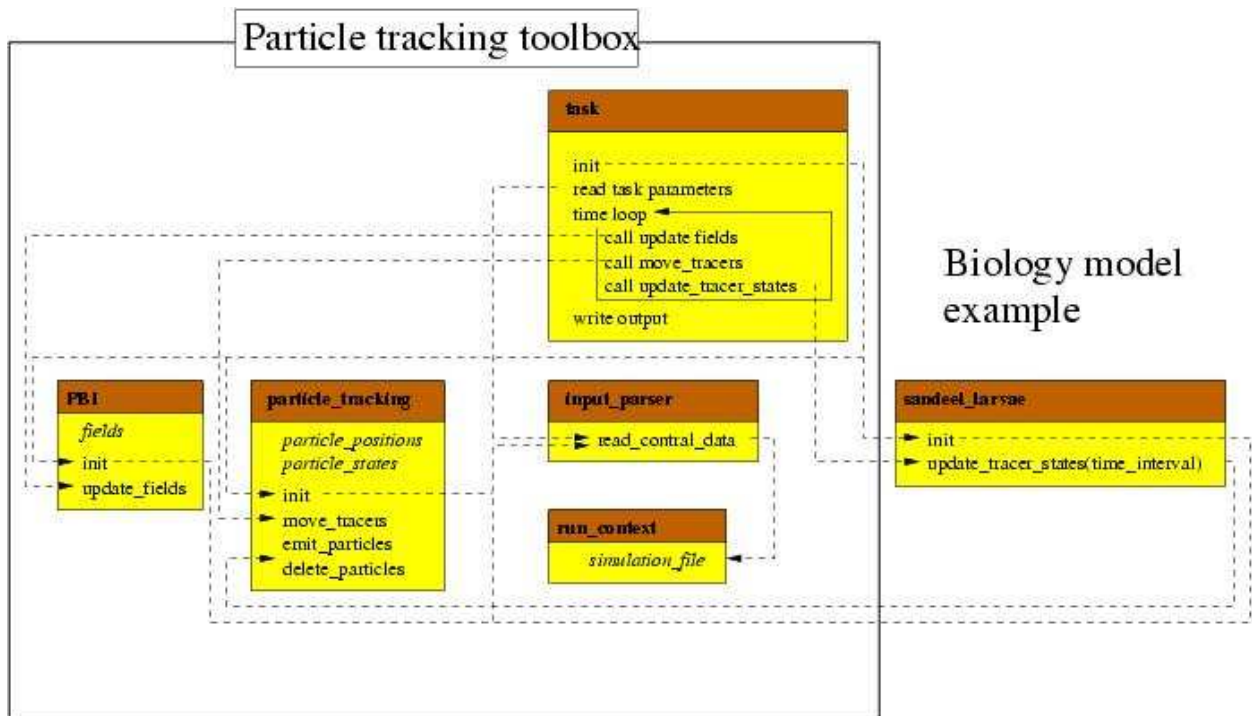 Particle tracking toolbox
task
init
read task parameters
time loop
call update fields
call move_tracers
call update_tracer_states
write output
Biology model
example
PBI
fields
init
update_fields
particle_tracking
particle_positions
particle_states
init
move_tracers
emit_particles
delete_particles
input_parser
read_contral_data
run_context
simulation_file
sandeel_larvae
init
update_tracer_states(time_interval)